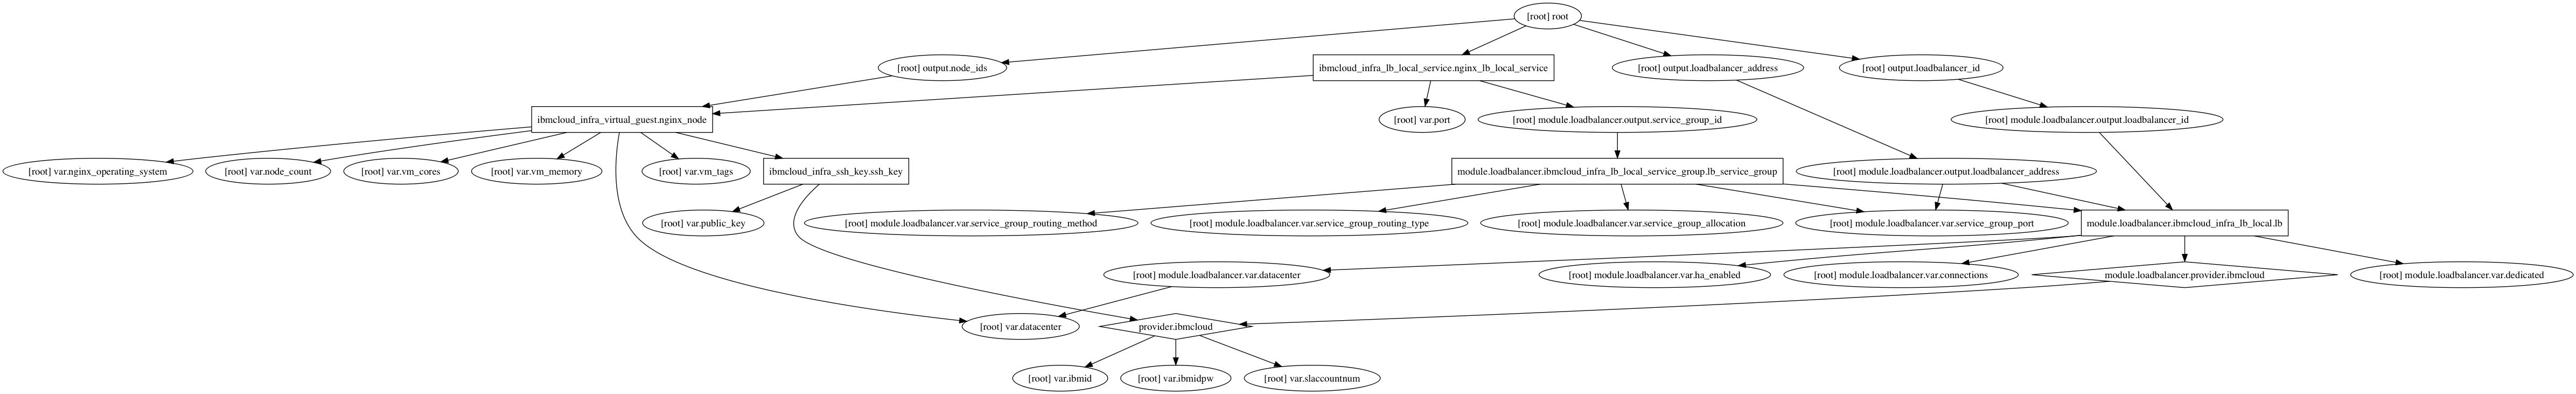 [root] root
[root] output.node_ids
ibmcloud_infra_lb_local_service.nginx_lb_local_service
[root] output.loadbalancer_address
[root] output.loadbalancer_id
ibmcloud_infra_virtual_guest.nginx_node
[root] var.port
[root] module.loadbalancer.output.service_group_id
[root] module.loadbalancer.output.loadbalancer_id
[root] var.nginx_operating_system
[root] var.node_count
[root] var.vm_cores
[root] var.vm_memory
[root] var.vm_tags
ibmcloud_infra_ssh_key.ssh_key
module.loadbalancer.ibmcloud_infra_lb_local_service_group.lb_service_group
[root] module.loadbalancer.output.loadbalancer_address
[root] var.public_key
[root] module.loadbalancer.var.service_group_routing_method
[root] module.loadbalancer.var.service_group_routing_type
[root] module.loadbalancer.var.service_group_allocation
[root] module.loadbalancer.var.service_group_port
module.loadbalancer.ibmcloud_infra_lb_local.lb
[root] module.loadbalancer.var.datacenter
[root] module.loadbalancer.var.ha_enabled
[root] module.loadbalancer.var.connections
module.loadbalancer.provider.ibmcloud
[root] module.loadbalancer.var.dedicated
[root] var.datacenter
provider.ibmcloud
[root] var.ibmid
[root] var.ibmidpw
[root] var.slaccountnum